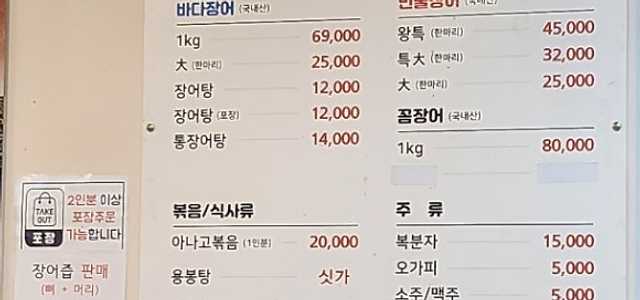 바다장어 (국내산)
1kg 69,000
大 (한마리) 25,000
장어탕 12,000
장어탕 (포장) 12,000
통장어탕 14,000
민물장어 (국내산)
왕특 (한마리) 45,000
특大 (한마리) 32,000
大 (한마리) 25,000
꼼장어 (국내산)
1kg 80,000
볶음/식사류
아나고볶음 (1인분) 20,000
용봉탕 싯가
주 류
복분자 15,000
오가피 5,000
소주/맥주 5,000
TAKE
OUT
포장
2인분 이상
포장주문
가능합니다
장어즙 판매
(뼈 + 머리)